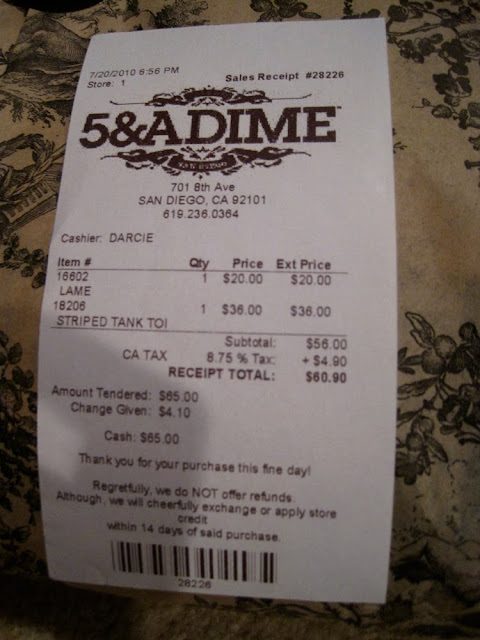 7/20/2010 6:56 PM
Store: 1
Sales Receipt #28226
5&A DIME
701 8th Ave
SAN DIEGO, CA 92101
619.236.0364
Cashier: DARCIE
Item # Qty Price Ext Price
16602 1 $20.00 $20.00
LAME
18206 1 $36.00 $36.00
STRIPED TANK TOI
Subtotal: $56.00
CA TAX 8.75 % Tax: + $4.90
RECEIPT TOTAL: $60.90
Amount Tendered: $65.00
Change Given: $4.10
Cash: $65.00
Thank you for your purchase this fine day!
Regretfully, we do NOT offer refunds.
Although, we will cheerfully exchange or apply store
credit
within 14 days of said purchase.
28226